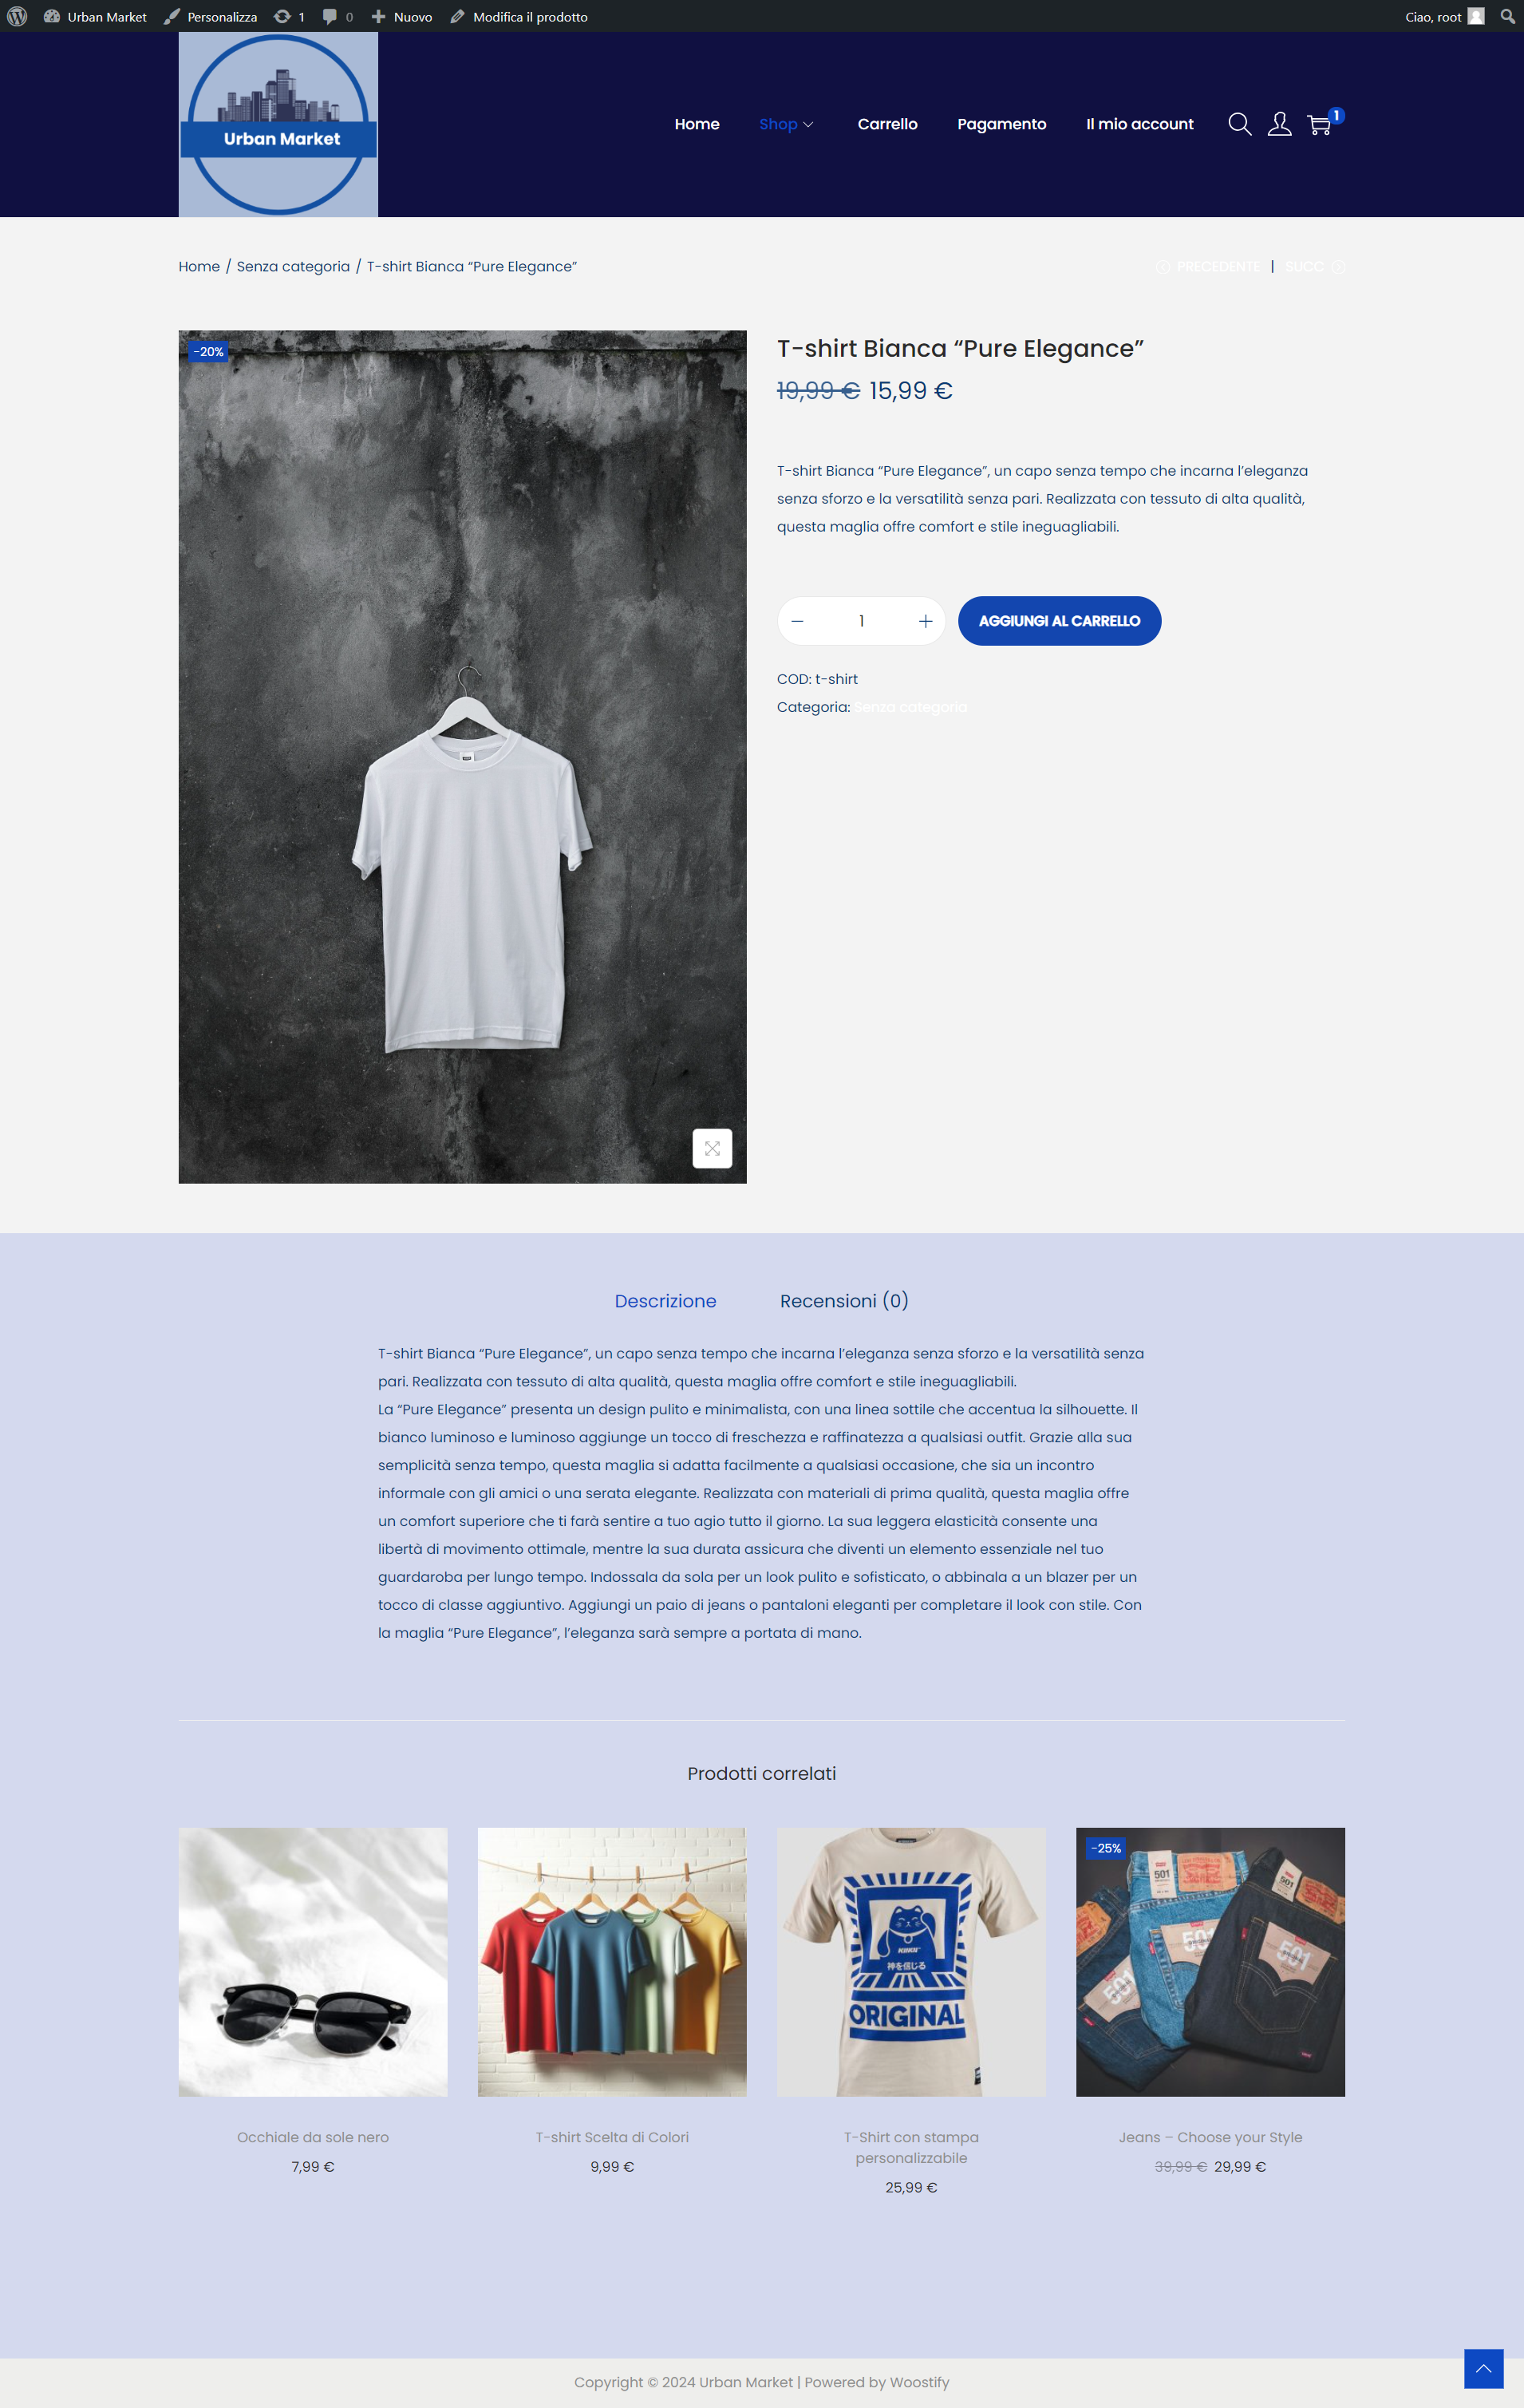 Urban Market
Personalizza
1
0
Nuovo
Modifica il prodotto
Ciao, root
Urban Market
Home
Shop
Carrello
Pagamento
Il mio account
1
Home / Senza categoria / T-shirt Bianca “Pure Elegance”
PRECEDENTE | SUCC
-20%
T-shirt Bianca “Pure Elegance”
19,99 € 15,99 €
T-shirt Bianca “Pure Elegance”, un capo senza tempo che incarna l’eleganza
senza sforzo e la versatilità senza pari. Realizzata con tessuto di alta qualità,
questa maglia offre comfort e stile ineguagliabili.
1
AGGIUNGI AL CARRELLO
COD: t-shirt
Categoria: Senza categoria
Descrizione
Recensioni (0)
T-shirt Bianca “Pure Elegance”, un capo senza tempo che incarna l’eleganza senza sforzo e la versatilità senza
pari. Realizzata con tessuto di alta qualità, questa maglia offre comfort e stile ineguagliabili.
La “Pure Elegance” presenta un design pulito e minimalista, con una linea sottile che accentua la silhouette. Il
bianco luminoso e luminoso aggiunge un tocco di freschezza e raffinatezza a qualsiasi outfit. Grazie alla sua
semplicità senza tempo, questa maglia si adatta facilmente a qualsiasi occasione, che sia un incontro
informale con gli amici o una serata elegante. Realizzata con materiali di prima qualità, questa maglia offre
un comfort superiore che ti farà sentire a tuo agio tutto il giorno. La sua leggera elasticità consente una
libertà di movimento ottimale, mentre la sua durata assicura che diventi un elemento essenziale nel tuo
guardaroba per lungo tempo. Indossala da sola per un look pulito e sofisticato, o abbinala a un blazer per un
tocco di classe aggiuntivo. Aggiungi un paio di jeans o pantaloni eleganti per completare il look con stile. Con
la maglia “Pure Elegance”, l’eleganza sarà sempre a portata di mano.
Prodotti correlati
神を信じる
ORIGINAL
-25%
501
501
501
501
501
Occhiale da sole nero
7,99 €
T-shirt Scelta di Colori
9,99 €
T-Shirt con stampa
personalizzabile
25,99 €
Jeans – Choose your Style
39,99 € 29,99 €
Copyright © 2024 Urban Market | Powered by Woostify